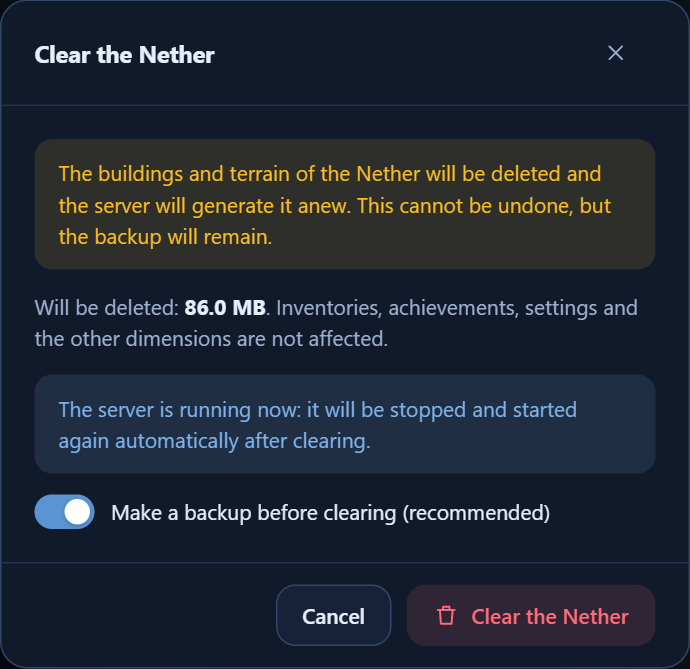 Clear the Nether
The buildings and terrain of the Nether will be deleted and
the server will generate it anew. This cannot be undone, but
the backup will remain.
Will be deleted: 86.0 MB. Inventories, achievements, settings and
the other dimensions are not affected.
The server is running now: it will be stopped and started
again automatically after clearing.
Make a backup before clearing (recommended)
Cancel
Clear the Nether